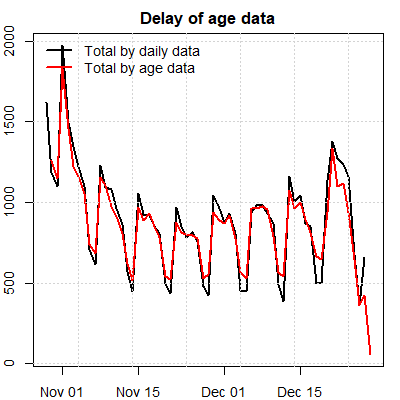 Delay of age data
Total by daily data
Total by age data
2000
1500
1000
500
0
Nov 01
Nov 15
Dec 01
Dec 15